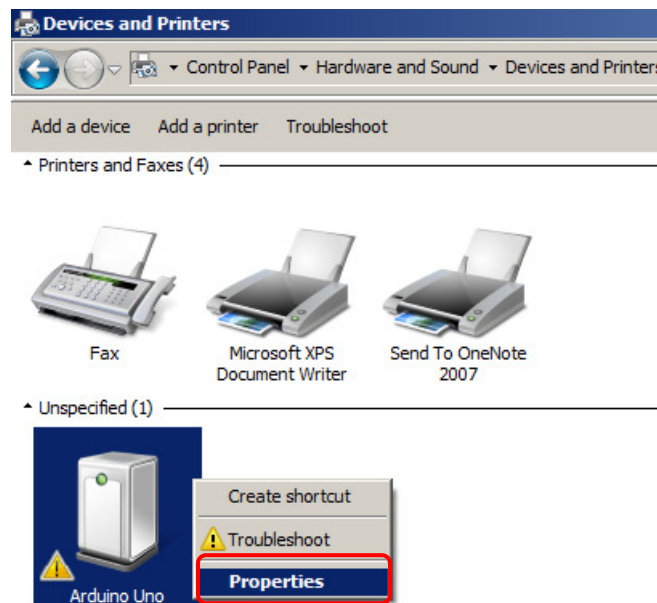 Devices and Printers
Control Panel Hardware and Sound Devices and Printers
Add a device Add a printer Troubleshoot
Printers and Faxes (4)
Fax
Microsoft XPS
Document Writer
Send To OneNote
2007
Unspecified (1)
Create shortcut
Troubleshoot
Properties
Arduino Uno